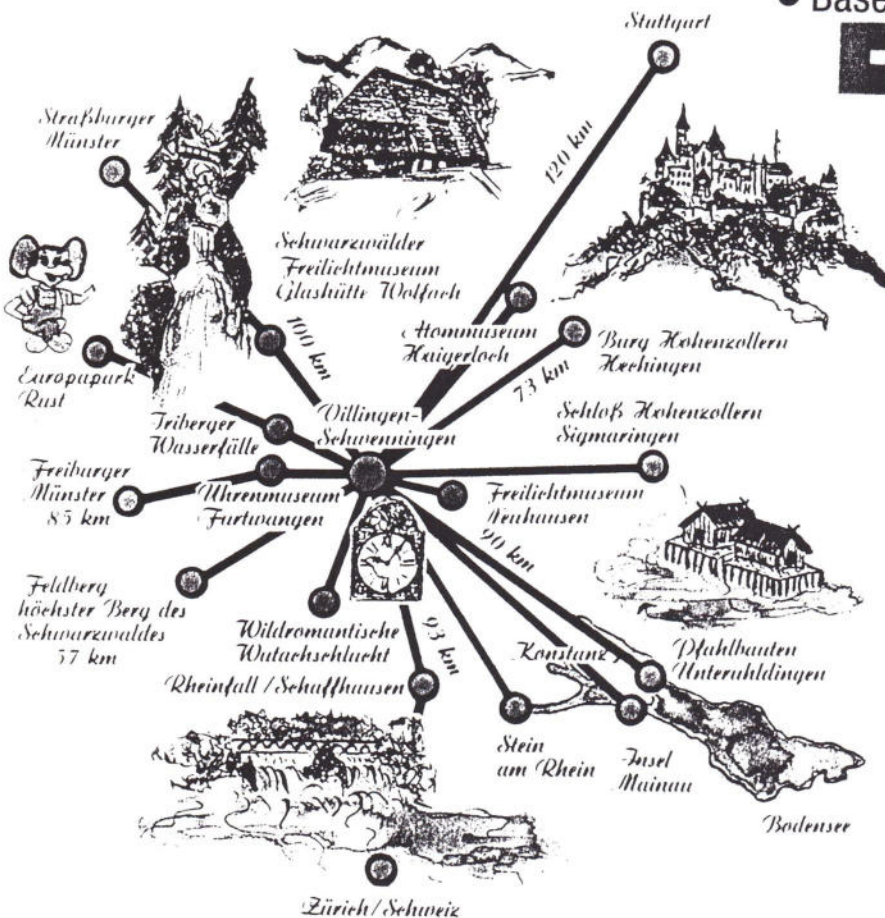 • Base
Stuttgart
Straßburger
Münster
120 km
Schwarzwälder
Freilichtmuseum
Glashütte Wolfach
100 km
Atommuseum
Haigerloch
Burg Hohenzollern
Hechingen
73 km
Europapark
Rust
Triberger
Wasserfälle
Villingen-
Schwenningen
Schloß Hohenzollern
Sigmaringen
Freiburger
Münster
85 km
Uhrenmuseum
Furtwangen
Freilichtmuseum
Neuhausen
90 km
Feldberg
höchster Berg des
Schwarzwaldes
57 km
Wildromantische
Wutachschlucht
93 km
Konstanz
Pfahlbauten
Unteruhldingen
Rheinfall / Schaffhausen
Stein
am Rhein
Insel
Mainau
Bodensee
Zürich / Schweiz